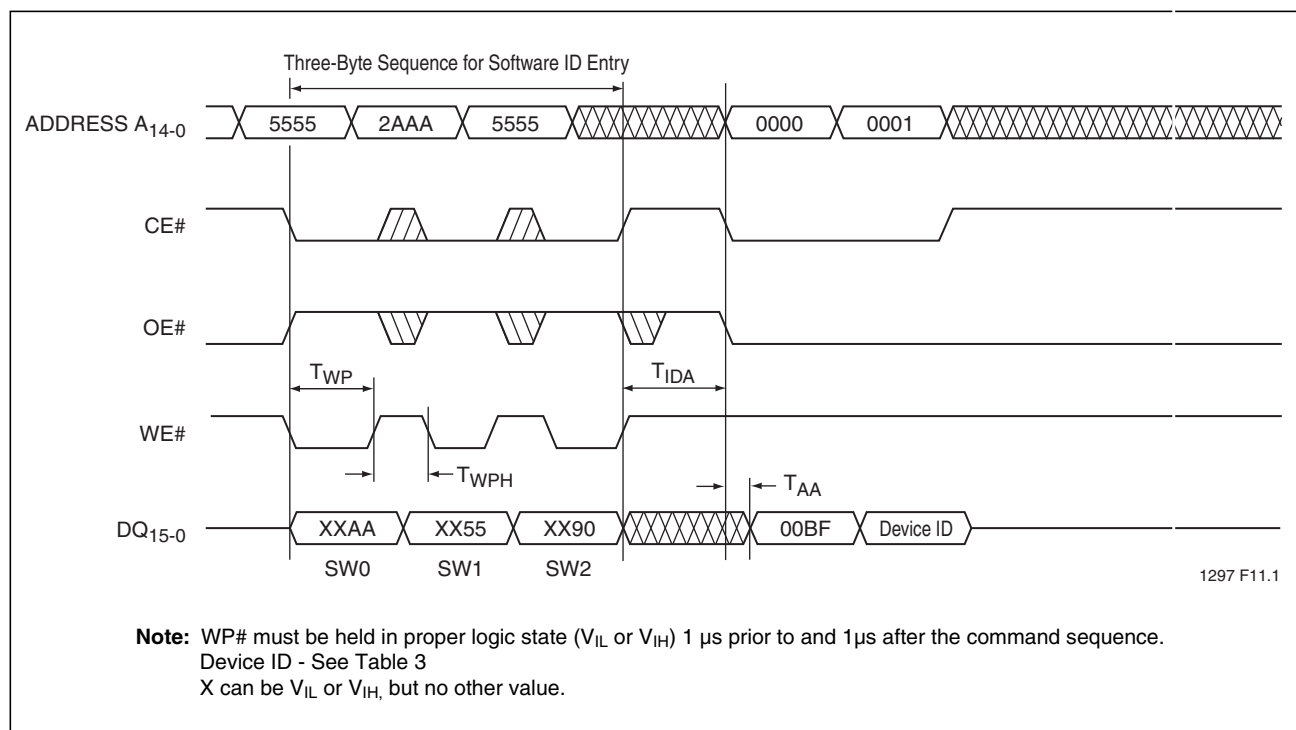 Three-Byte Sequence for Software ID Entry
ADDRESS A14-0
5555 2AAA 5555 0000 0001
CE#
OE#
TWP TIDA
WE#
TWPH TAA
DQ15-0 XXAA XX55 XX90 00BF Device ID
SW0 SW1 SW2
1297 F11.1
Note: WP# must be held in proper logic state (VIL or VIH) 1 µs prior to and 1µs after the command sequence.
Device ID - See Table 3
X can be VIL or VIH, but no other value.